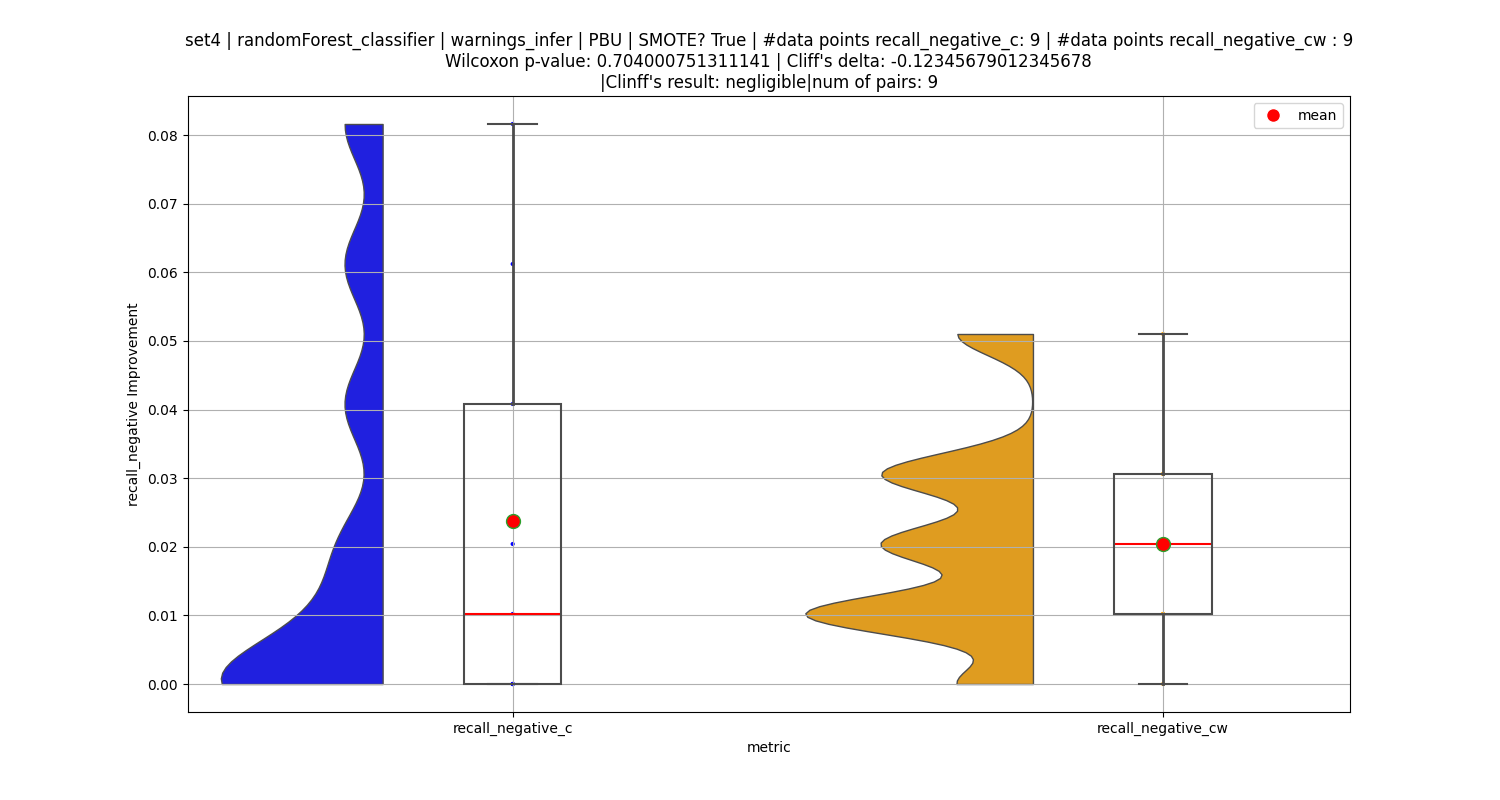 set4 | randomForest_classifier | warnings_infer | PBU | SMOTE? True | #data points recall_negative_c: 9 | #data points recall_negative_cw : 9
Wilcoxon p-value: 0.704000751311141 | Cliff's delta: -0.12345679012345678
|Clinff's result: negligible|num of pairs: 9
mean
0.08
0.07
0.06
0.05
0.04
0.03
0.02
0.01
0.00
recall_negative Improvement
recall_negative_c
recall_negative_cw
metric